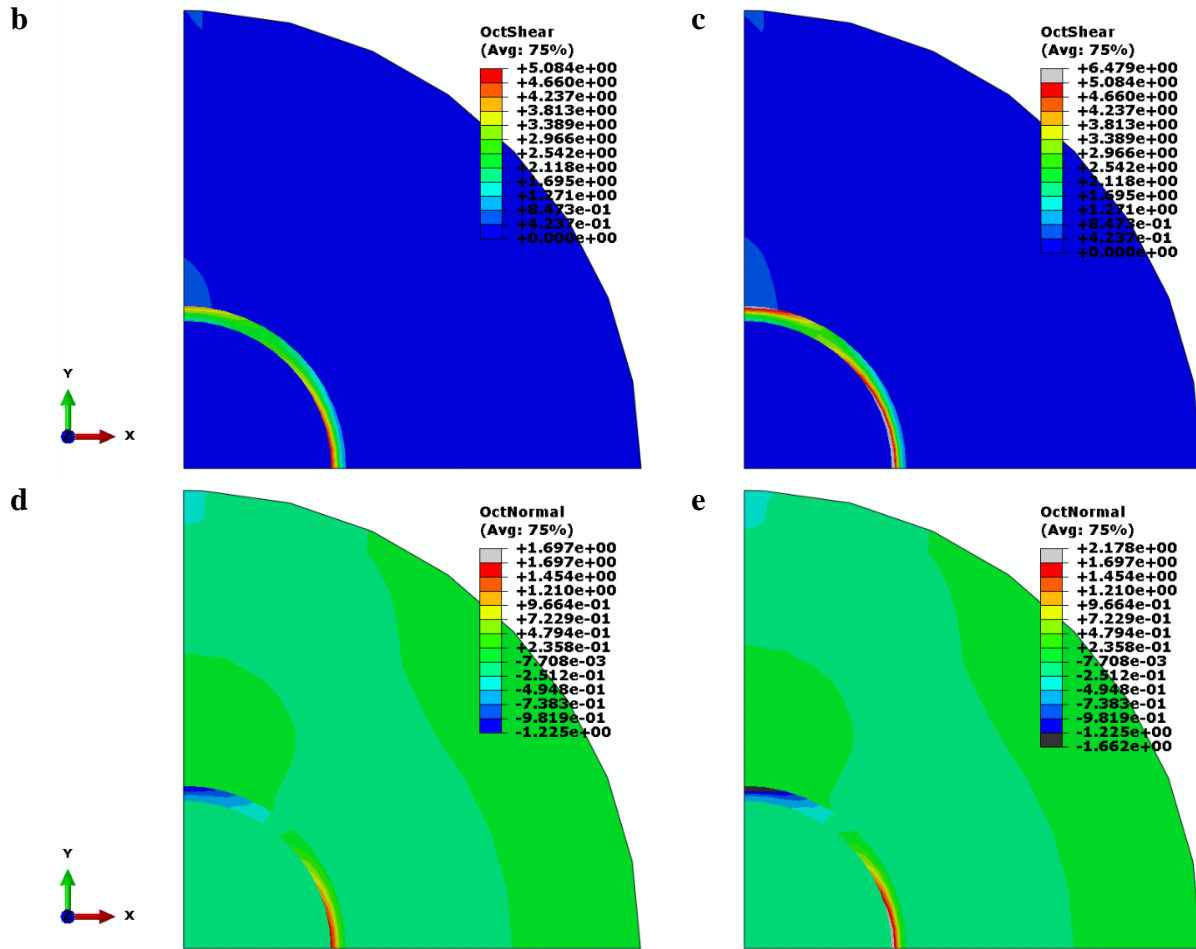 b
OctShear
(Avg: 75%)
+5.084e+00
+4.660e+00
+4.237e+00
+3.813e+00
+3.389e+00
+2.966e+00
+2.542e+00
+2.118e+00
+1.695e+00
+1.271e+00
+8.473e-01
+4.237e-01
+0.000e+00
Y
Z
X
c
OctShear
(Avg: 75%)
+6.479e+00
+5.084e+00
+4.660e+00
+4.237e+00
+3.813e+00
+3.389e+00
+2.966e+00
+2.542e+00
+2.118e+00
+1.695e+00
+1.271e+00
+8.473e-01
+4.237e-01
+0.000e+00
d
OctNormal
(Avg: 75%)
+1.697e+00
+1.697e+00
+1.454e+00
+1.210e+00
+9.664e-01
+7.229e-01
+4.794e-01
+2.358e-01
-7.708e-03
-2.512e-01
-4.948e-01
-7.383e-01
-9.819e-01
-1.225e+00
Y
Z
X
e
OctNormal
(Avg: 75%)
+2.178e+00
+1.697e+00
+1.454e+00
+1.210e+00
+9.664e-01
+7.229e-01
+4.794e-01
+2.358e-01
-7.708e-03
-2.512e-01
-4.948e-01
-7.383e-01
-9.819e-01
-1.225e+00
-1.662e+00